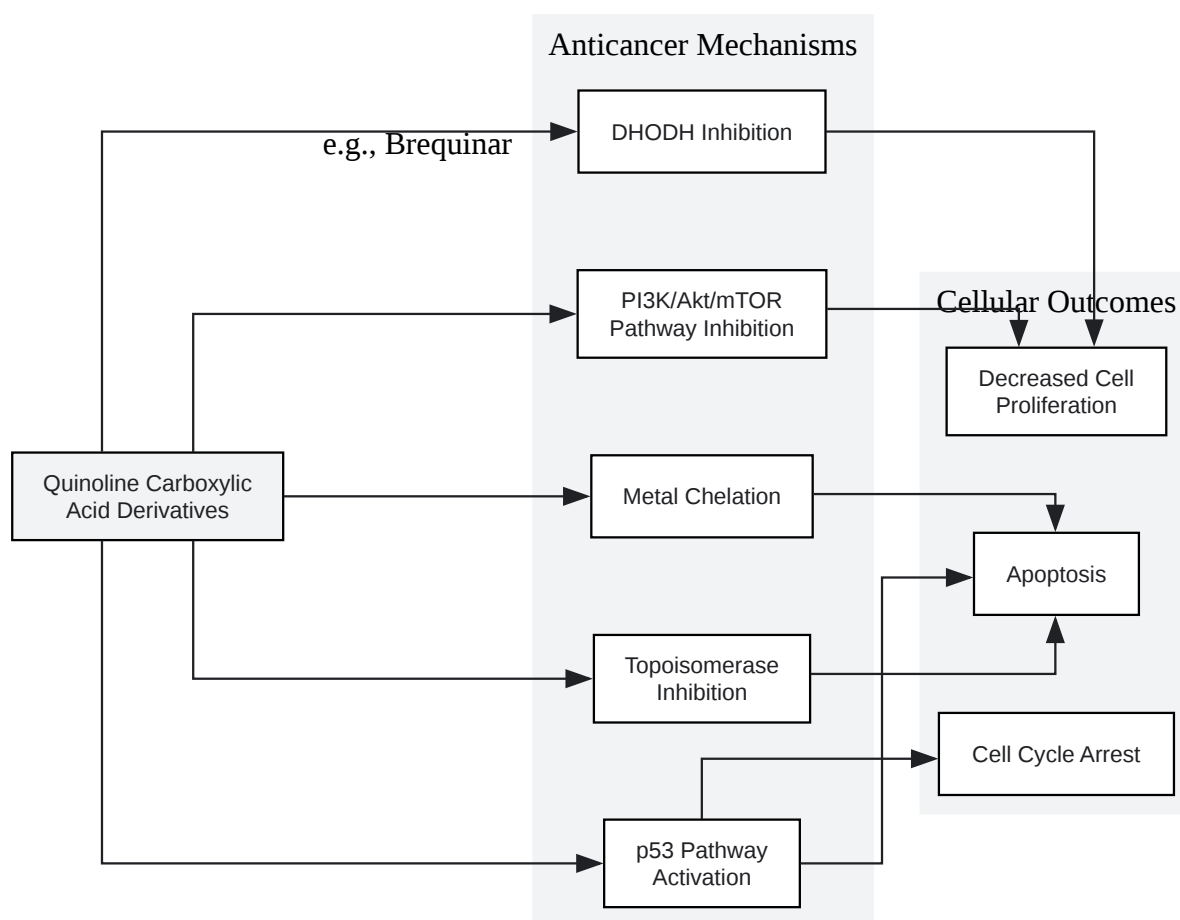 Anticancer Mechanisms
DHODH Inhibition
e.g., Brequinar
PI3K/Akt/mTOR
Pathway Inhibition
Cellular Outcomes
Decreased Cell
Proliferation
Quinoline Carboxylic
Acid Derivatives
Metal Chelation
Apoptosis
Topoisomerase
Inhibition
Cell Cycle Arrest
p53 Pathway
Activation